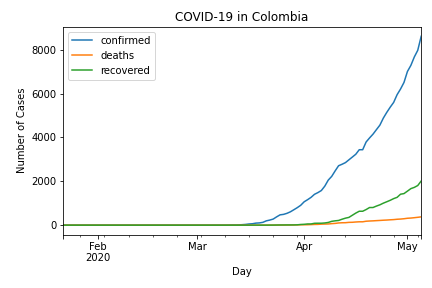 COVID-19 in Colombia
confirmed
deaths
recovered
Number of Cases
8000
6000
4000
2000
0
Feb
2020
Mar
Apr
May
Day